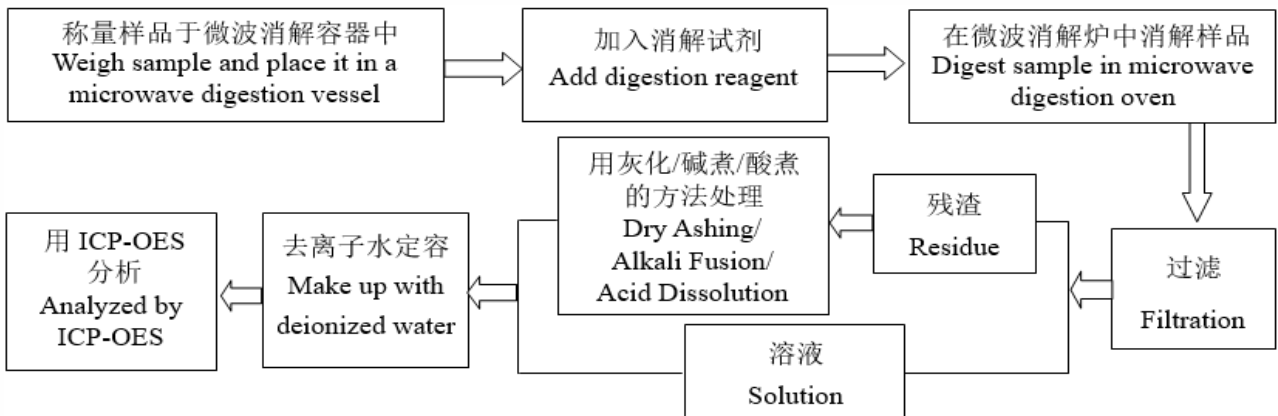 称量样品于微波消解容器中
Weigh sample and place it in a
microwave digestion vessel
加入消解试剂
Add digestion reagent
在微波消解炉中消解样品
Digest sample in microwave
digestion oven
过滤
Filtration
残渣
Residue
用灰化/碱煮/酸煮
的方法处理
Dry Ashing/
Alkali Fusion/
Acid Dissolution
溶液
Solution
去离子水定容
Make up with
deionized water
用 ICP-OES
分析
Analyzed by
ICP-OES